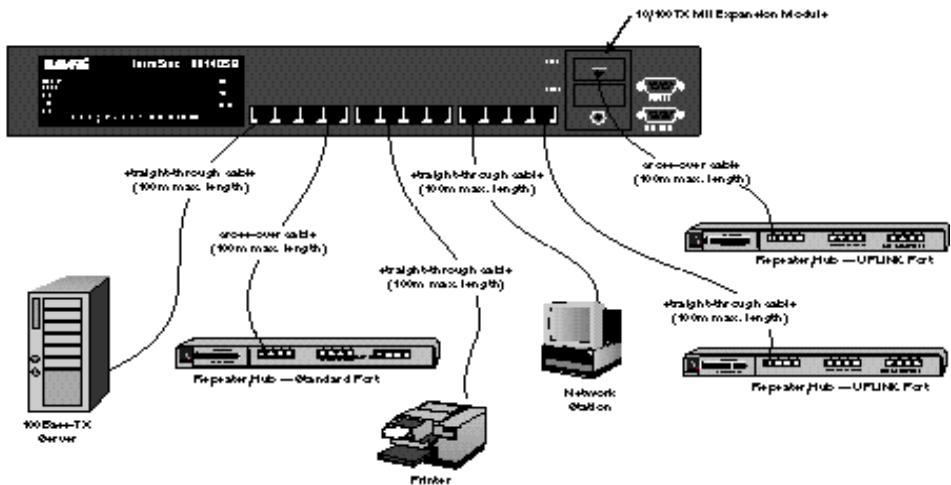 10/100TX MII Expansion Module
straight-through cable
(100m max. length)
straight-through cable
(100m max. length)
cross-over cable
(100m max. length)
cross-over cable
(100m max. length)
straight-through cable
(100m max. length)
straight-through cable
(100m max. length)
Repeater/Hub — UPLINK Port
Repeater/Hub — Standard Port
Network
Station
Repeater/Hub — UPLINK Port
100Base-TX
Server
Printer